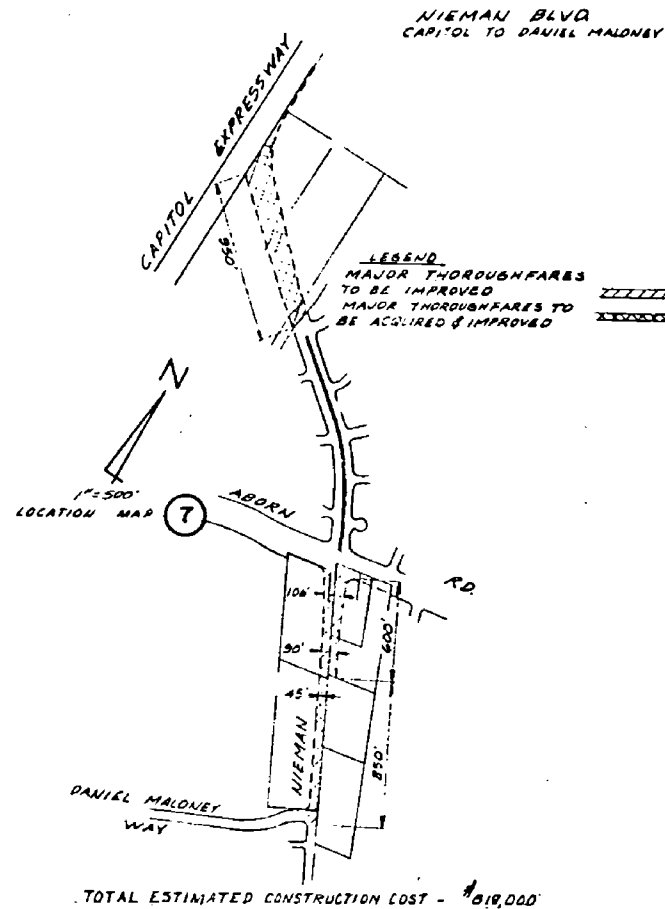 NIEMAN BLVD
CAPITOL TO DANIEL MALONEY
CAPITOL EXPRESSWAY
950'
LEGEND
MAJOR THOROUGHFARES
TO BE IMPROVED
MAJOR THOROUGHFARES TO
BE ACQUIRED & IMPROVED
N
1"=500'
LOCATION MAP 7
ABORN RD.
106'
90'
600'
45'
NIEMAN
850'
DANIEL MALONEY
WAY
TOTAL ESTIMATED CONSTRUCTION COST -